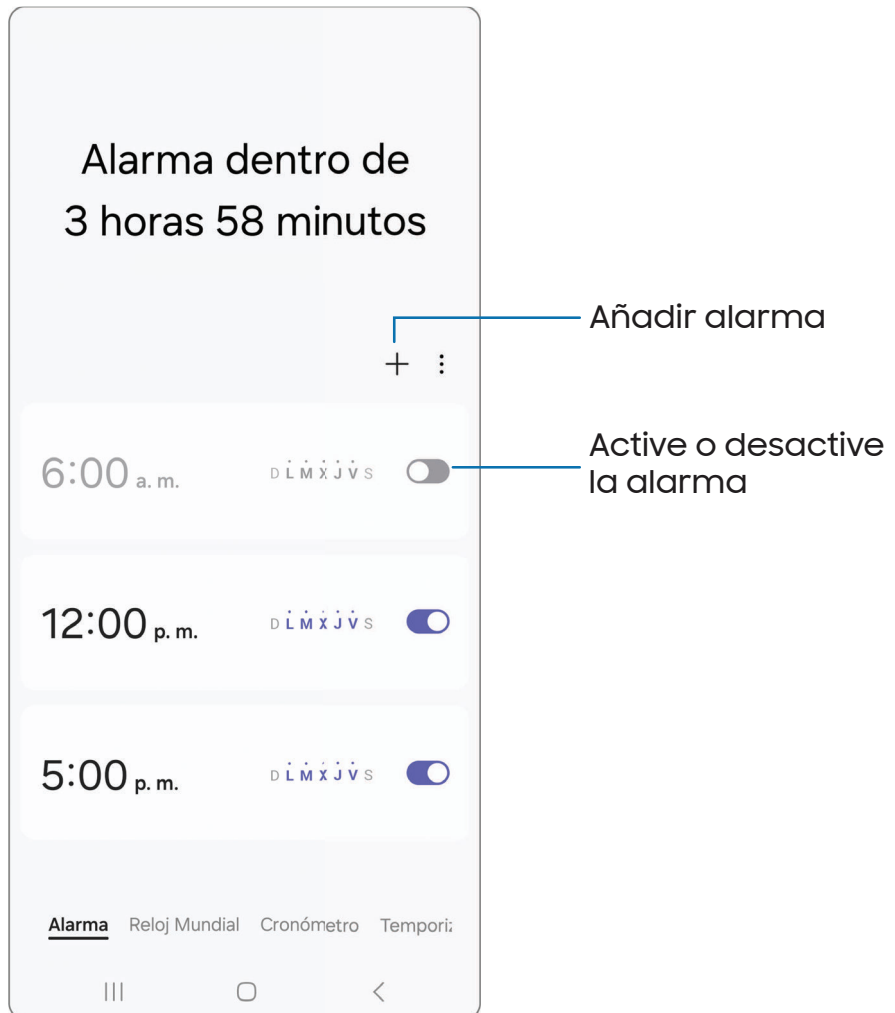 Alarma dentro de
3 horas 58 minutos
Añadir alarma
6:00 a. m. D L M X J V S
Active o desactive
la alarma
12:00 p. m. D L M X J V S
5:00 p. m. D L M X J V S
Alarma Reloj Mundial Cronómetro Temporiz